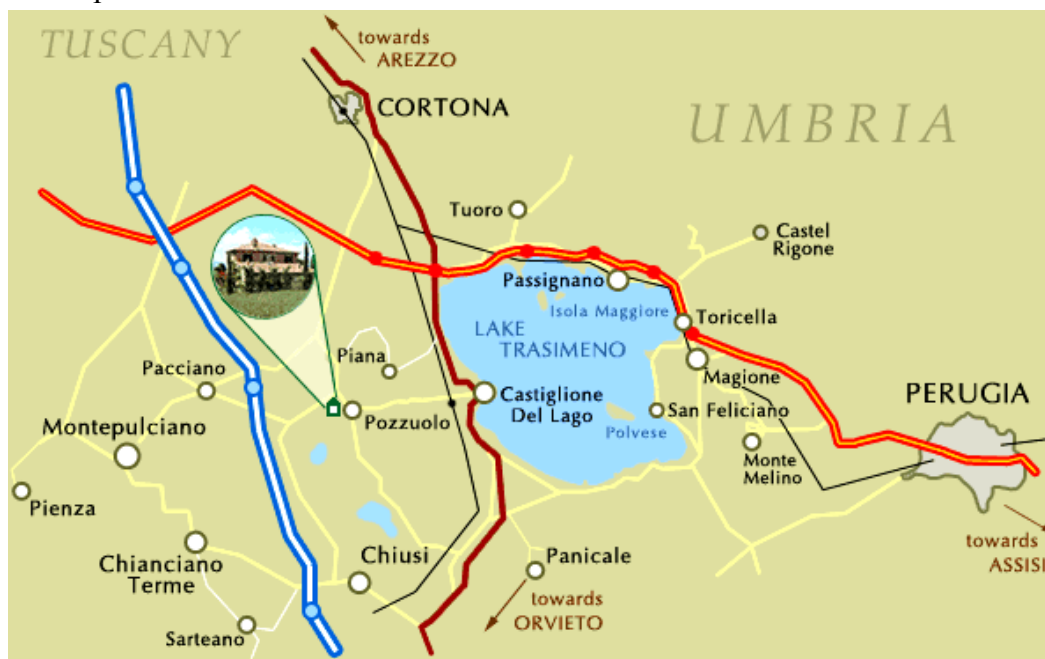 TUSCANY
towards
AREZZO
CORTONA
UMBRIA
Tuoro
Castel
Rigone
Passignano
Isola Maggiore
Toricella
LAKE
TRASIMENO
Piana
Pacciano
Magione
PERUGIA
Castiglione
Del Lago
San Feliciano
Pozzuolo
Montepulciano
Polvese
Monte
Melino
Pienza
towards
ASSISI
Chianciano
Terme
Chiusi
Panicale
towards
ORVIETO
Sarteano